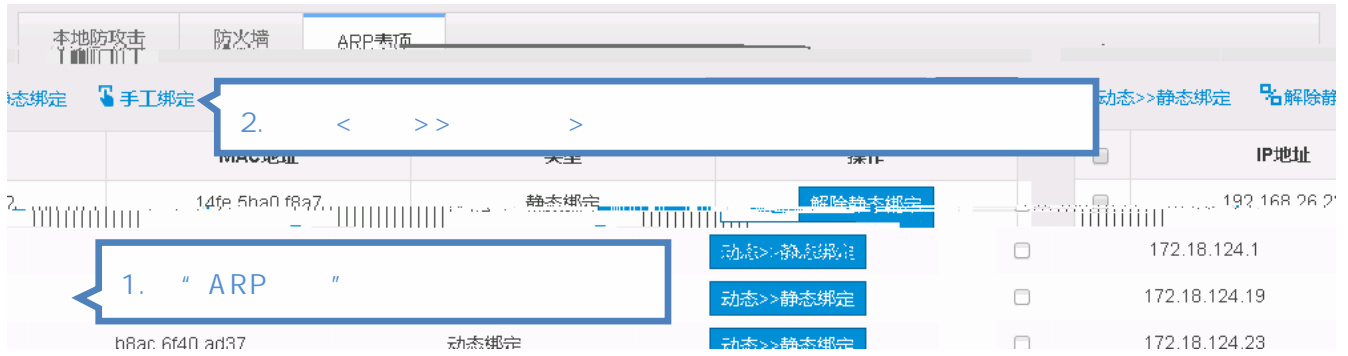 本地防攻击 防火墙 ARP表项
态绑定 手工绑定 动态>>静态绑定 解除静
2. < >> >
MAC地址 类型 操作 IP地址
14fe.5ba0.f8a7 静态绑定 解除静态绑定 192.168.26.2
动态>>静态绑定 172.18.124.1
1. “ ARP ”
动态>>静态绑定 172.18.124.19
b8ac.6f40.ad37 动态绑定 动态>>静态绑定 172.18.124.23